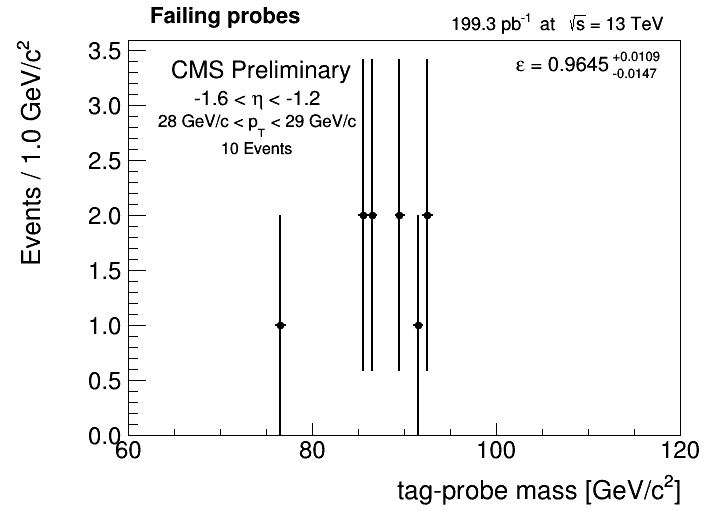 Failing probes
199.3 pb⁻¹ at √s = 13 TeV
CMS Preliminary
-1.6 < η < -1.2
28 GeV/c < p_T < 29 GeV/c
10 Events
ε = 0.9645 +0.0109 -0.0147
Events / 1.0 GeV/c²
3.5
3.0
2.5
2.0
1.5
1.0
0.5
0.0
60 80 100 120
tag-probe mass [GeV/c²]